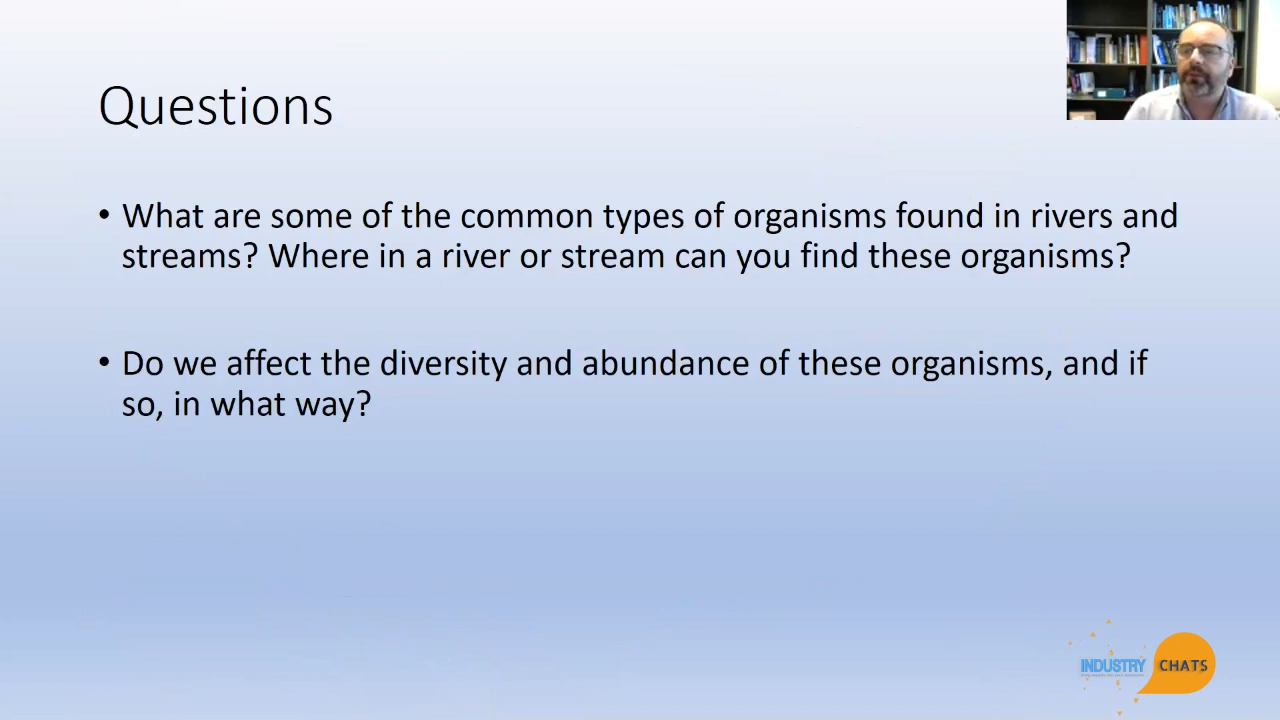 Questions
• What are some of the common types of organisms found in rivers and
streams? Where in a river or stream can you find these organisms?
• Do we affect the diversity and abundance of these organisms, and if
so, in what way?
INDUSTRY CHATS